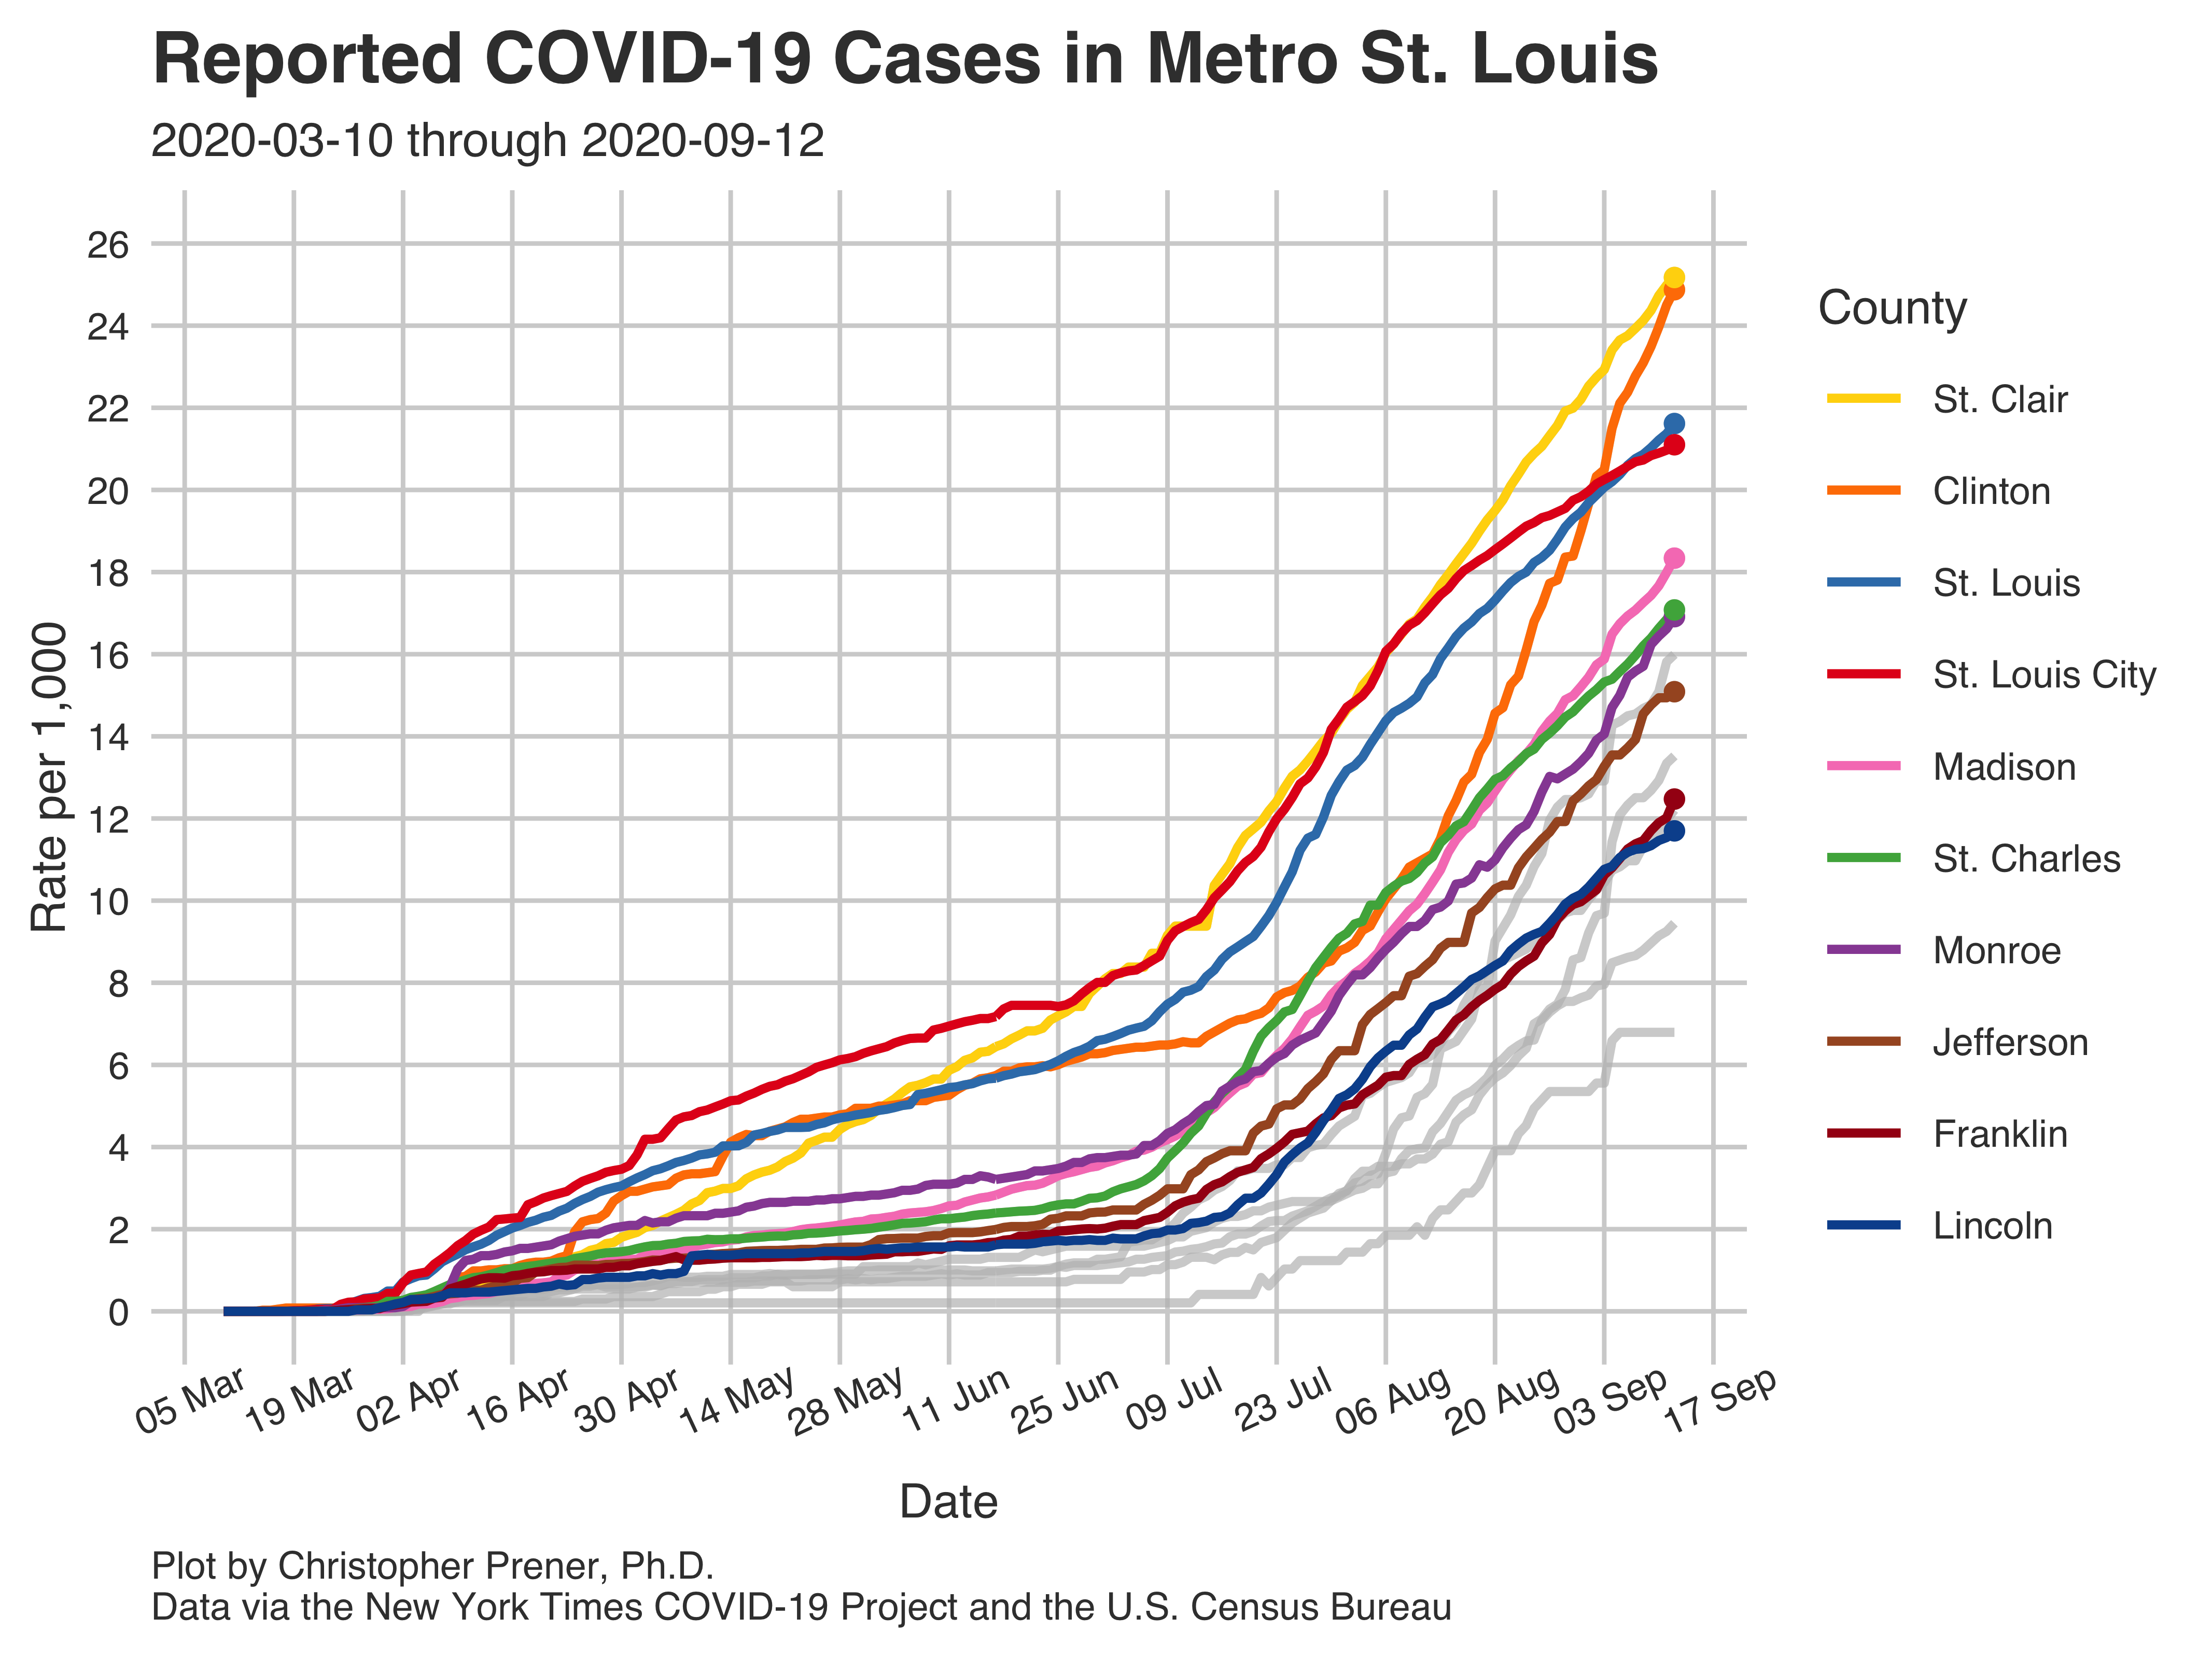 Reported COVID-19 Cases in Metro St. Louis
2020-03-10 through 2020-09-12
26
24
22
20
18
16
14
12
10
8
6
4
2
0
Rate per 1,000
05 Mar
19 Mar
02 Apr
16 Apr
30 Apr
14 May
28 May
11 Jun
25 Jun
09 Jul
23 Jul
06 Aug
20 Aug
03 Sep
17 Sep
Date
County
St. Clair
Clinton
St. Louis
St. Louis City
Madison
St. Charles
Monroe
Jefferson
Franklin
Lincoln
Plot by Christopher Prener, Ph.D.
Data via the New York Times COVID-19 Project and the U.S. Census Bureau